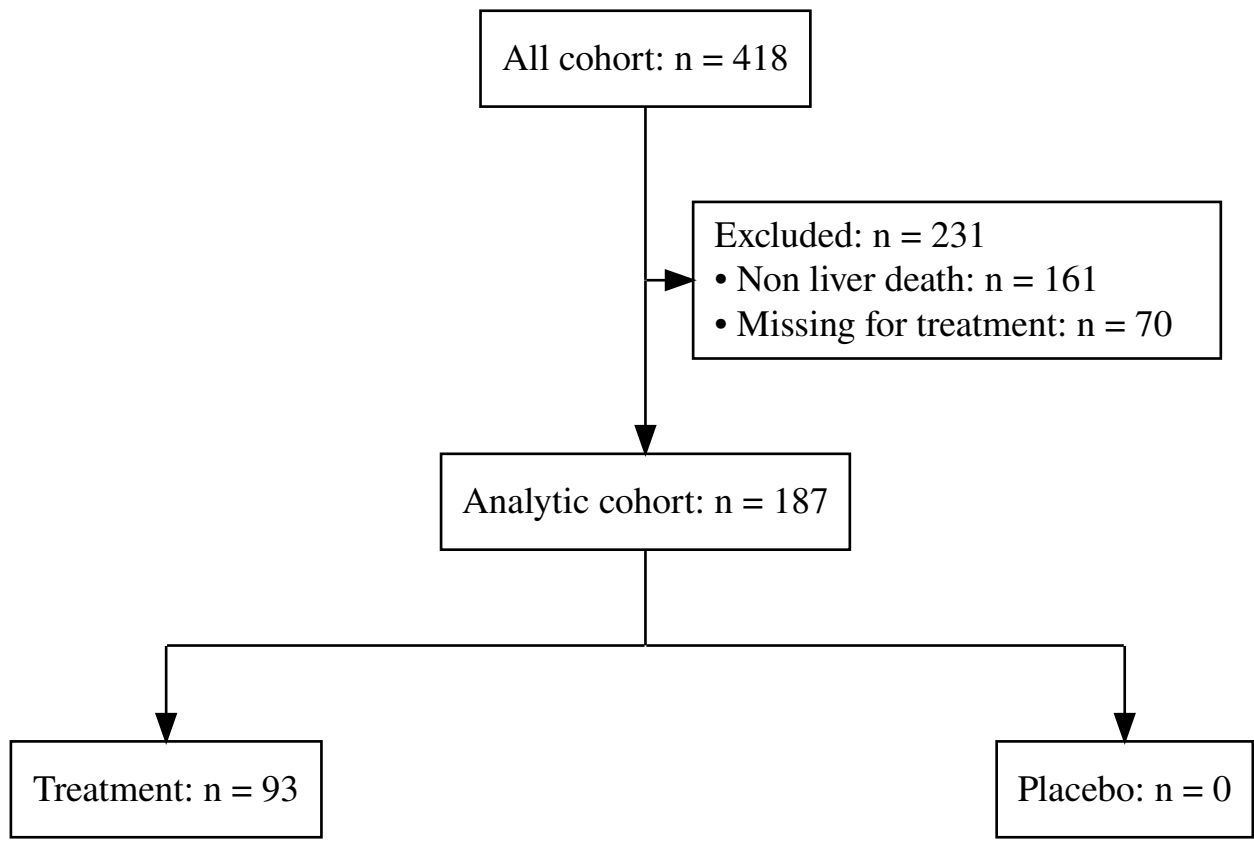 All cohort: n = 418
Excluded: n = 231
• Non liver death: n = 161
• Missing for treatment: n = 70
Analytic cohort: n = 187
Treatment: n = 93
Placebo: n = 0